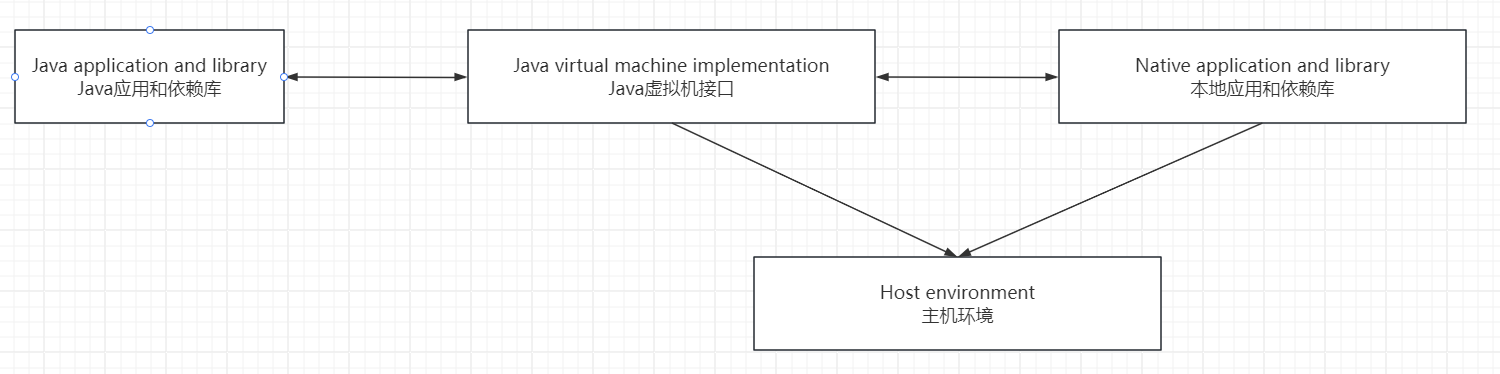 Java application and library
Java应用和依赖库
Java virtual machine implementation
Java虚拟机接口
Native application and library
本地应用和依赖库
Host environment
主机环境